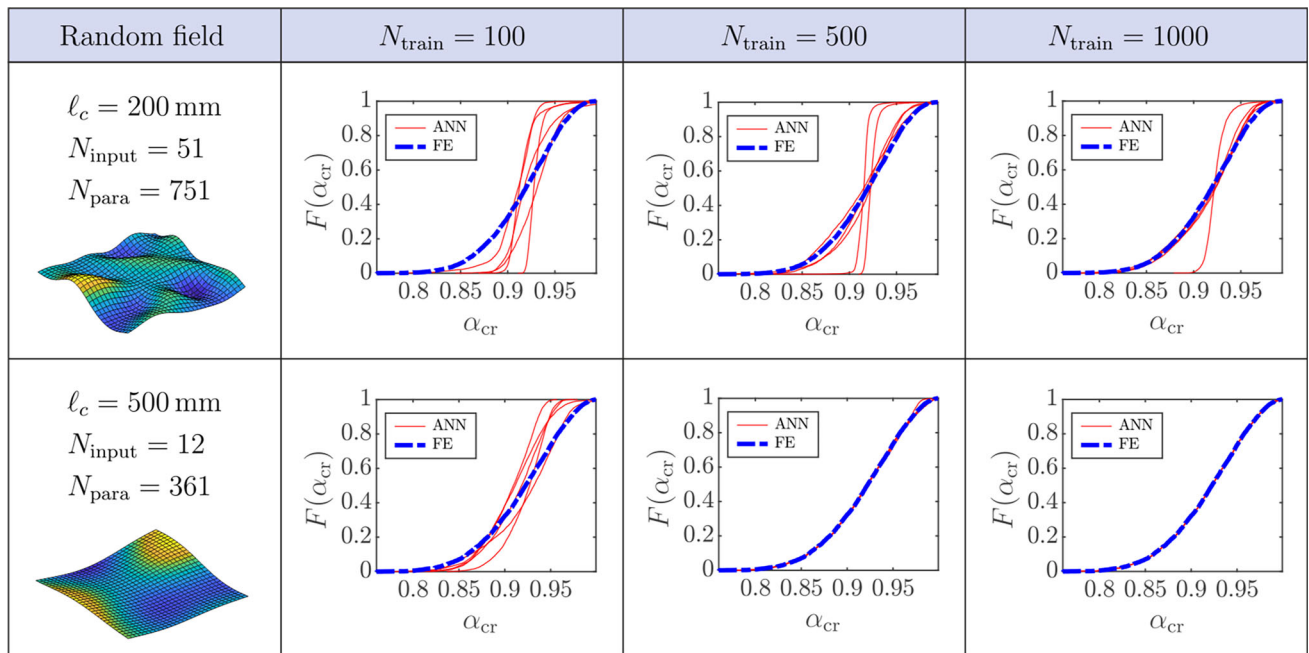 Random field
N_train = 100
N_train = 500
N_train = 1000
ℓ_c = 200 mm
N_input = 51
N_para = 751
1
0.8
0.6
0.4
0.2
0
F(α_cr)
ANN
FE
0.8 0.85 0.9 0.95
α_cr
1
0.8
0.6
0.4
0.2
0
F(α_cr)
ANN
FE
0.8 0.85 0.9 0.95
α_cr
1
0.8
0.6
0.4
0.2
0
F(α_cr)
ANN
FE
0.8 0.85 0.9 0.95
α_cr
ℓ_c = 500 mm
N_input = 12
N_para = 361
1
0.8
0.6
0.4
0.2
0
F(α_cr)
ANN
FE
0.8 0.85 0.9 0.95
α_cr
1
0.8
0.6
0.4
0.2
0
F(α_cr)
ANN
FE
0.8 0.85 0.9 0.95
α_cr
1
0.8
0.6
0.4
0.2
0
F(α_cr)
ANN
FE
0.8 0.85 0.9 0.95
α_cr